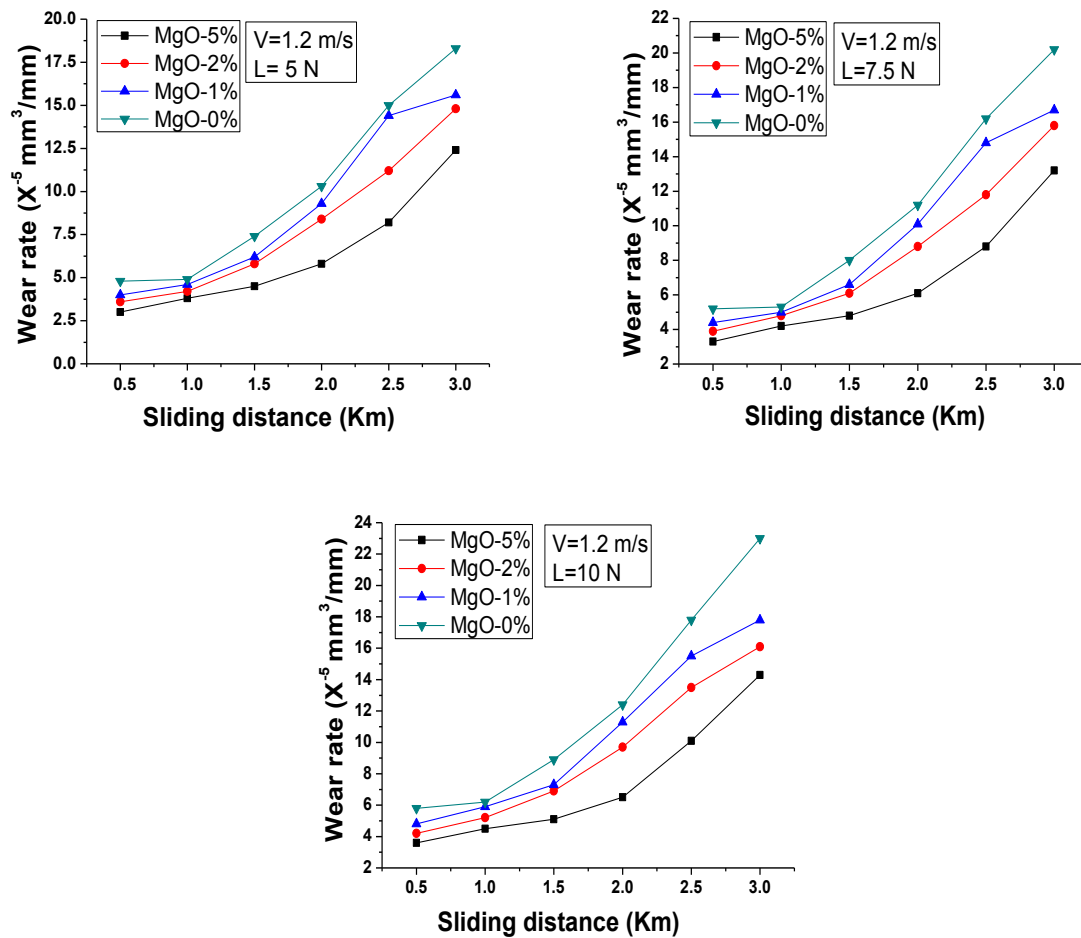 Wear rate (X⁻⁵ mm³/mm)
20.0
17.5
15.0
12.5
10.0
7.5
5.0
2.5
0.0
MgO-5%
MgO-2%
MgO-1%
MgO-0%
V=1.2 m/s
L= 5 N
0.5 1.0 1.5 2.0 2.5 3.0
Sliding distance (Km)
Wear rate (X⁻⁵ mm³/mm)
22
20
18
16
14
12
10
8
6
4
2
MgO-5%
MgO-2%
MgO-1%
MgO-0%
V=1.2 m/s
L=7.5 N
0.5 1.0 1.5 2.0 2.5 3.0
Sliding distance (Km)
Wear rate (X⁻⁵ mm³/mm)
24
22
20
18
16
14
12
10
8
6
4
2
MgO-5%
MgO-2%
MgO-1%
MgO-0%
V=1.2 m/s
L=10 N
0.5 1.0 1.5 2.0 2.5 3.0
Sliding distance (Km)